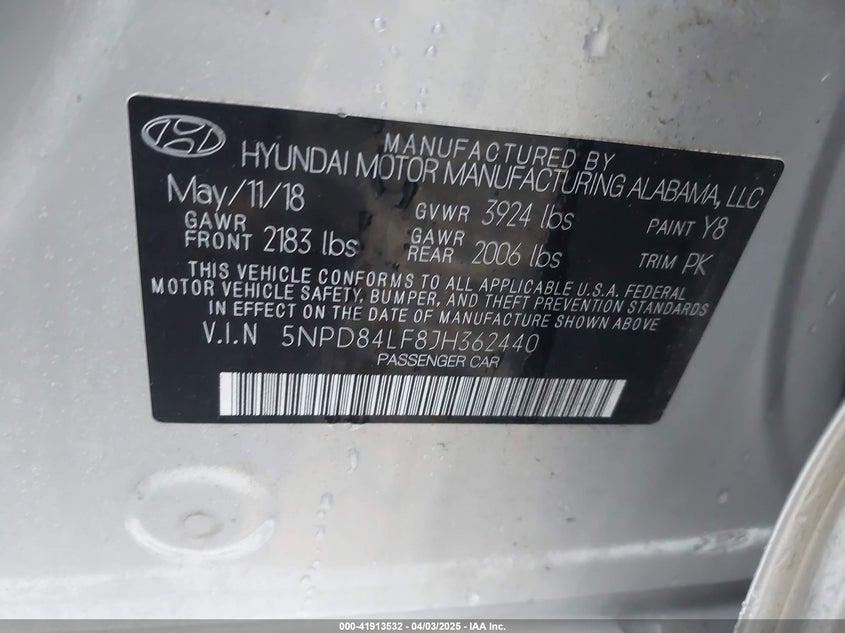 MANUFACTURED BY
HYUNDAI MOTOR MANUFACTURING ALABAMA, LLC
May/11/18 GVWR 3924 lbs PAINT Y8
GAWR FRONT 2183 lbs GAWR REAR 2006 lbs TRIM PK
THIS VEHICLE CONFORMS TO ALL APPLICABLE U.S.A. FEDERAL
MOTOR VEHICLE SAFETY, BUMPER, AND THEFT PREVENTION STANDARDS
IN EFFECT ON THE DATE OF MANUFACTURE SHOWN ABOVE.
V.I.N 5NPD84LF8JH362440
PASSENGER CAR
000-41913532 - 04/03/2025 - IAA Inc.